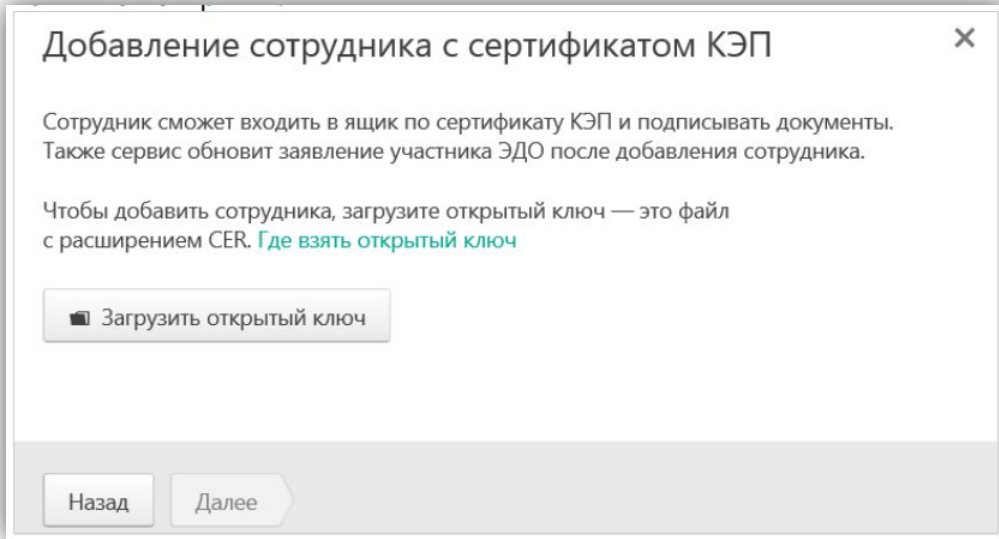 Добавление сотрудника с сертификатом КЭП
Сотрудник сможет входить в ящик по сертификату КЭП и подписывать документы.
Также сервис обновит заявление участника ЭДО после добавления сотрудника.
Чтобы добавить сотрудника, загрузите открытый ключ — это файл
с расширением CER. Где взять открытый ключ
Загрузить открытый ключ
Назад Далее